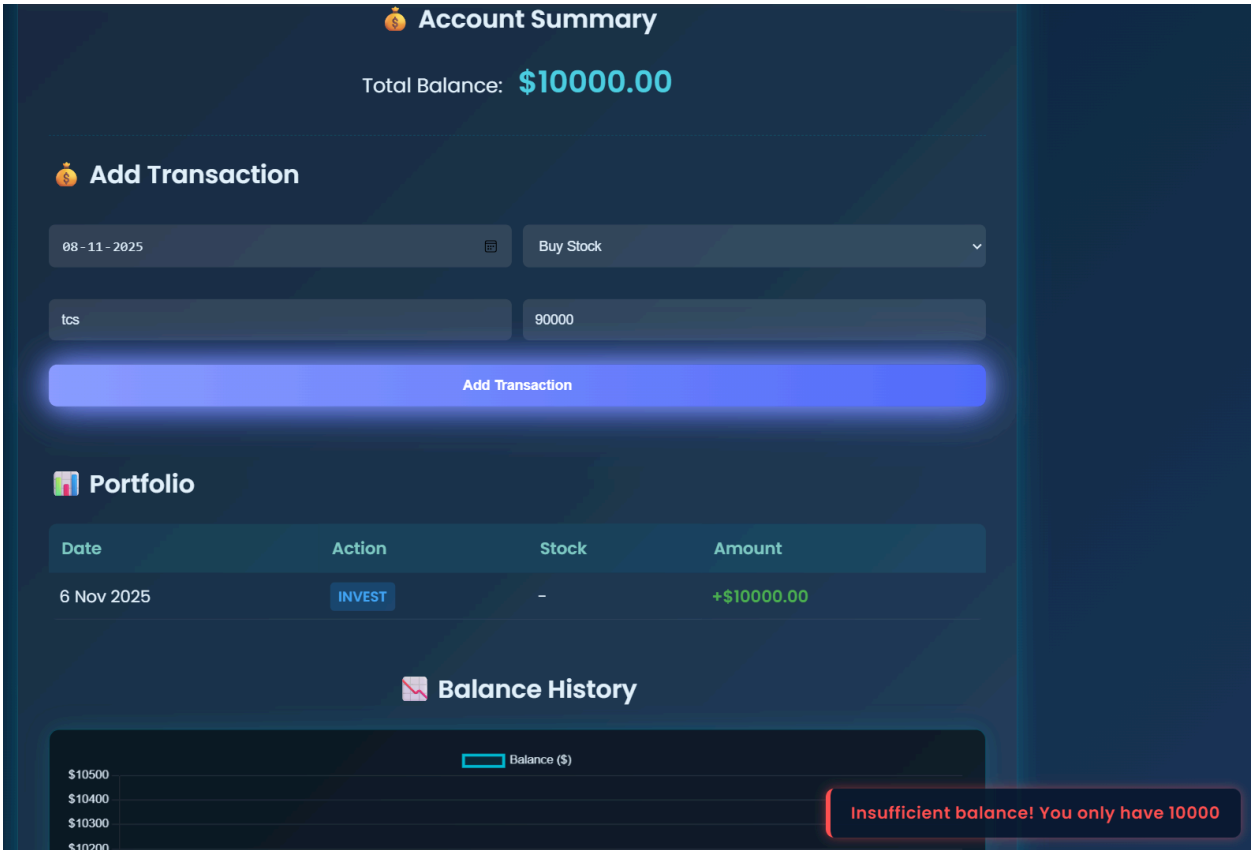 💰 Account Summary
Total Balance: $10000.00
💰 Add Transaction
08-11-2025
Buy Stock
tcs
90000
Add Transaction
📊 Portfolio
Date Action Stock Amount
6 Nov 2025 INVEST - +$10000.00
📉 Balance History
Balance ($)
$10500
$10400
$10300
$10200
Insufficient balance! You only have 10000